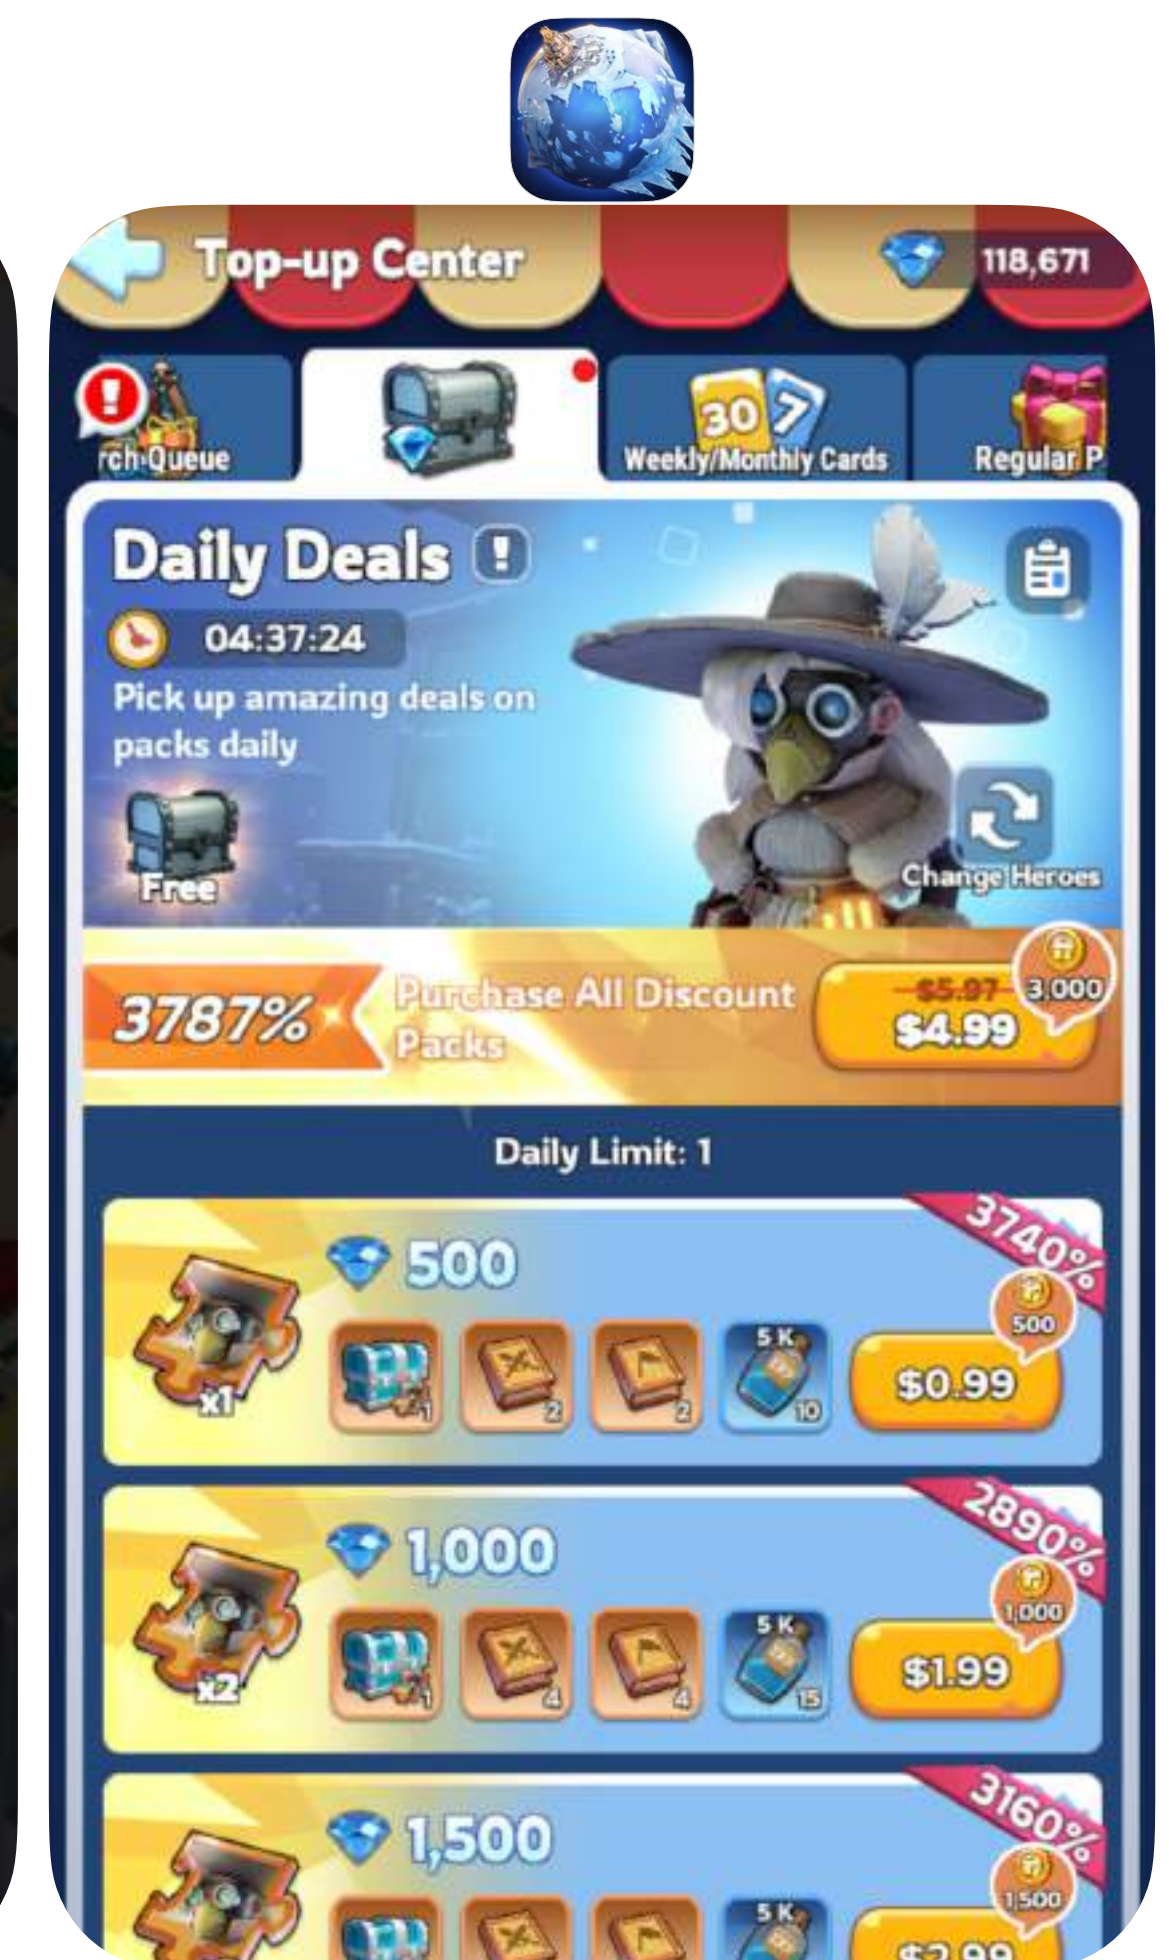 Top-up Center
118,671
rch Queue
30 7
Weekly/Monthly Cards
Regular P
Daily Deals
04:37:24
Pick up amazing deals on
packs daily
Free
Change Heroes
3787%
Purchase All Discount
Packs
$5.97
$4.99
3,000
Daily Limit: 1
3740%
500
x1
1
2
2
5 K
10
500
$0.99
2890%
1,000
x2
1
4
4
5 K
15
1,000
$1.99
3160%
1,500
5 K
1,500
$2.99